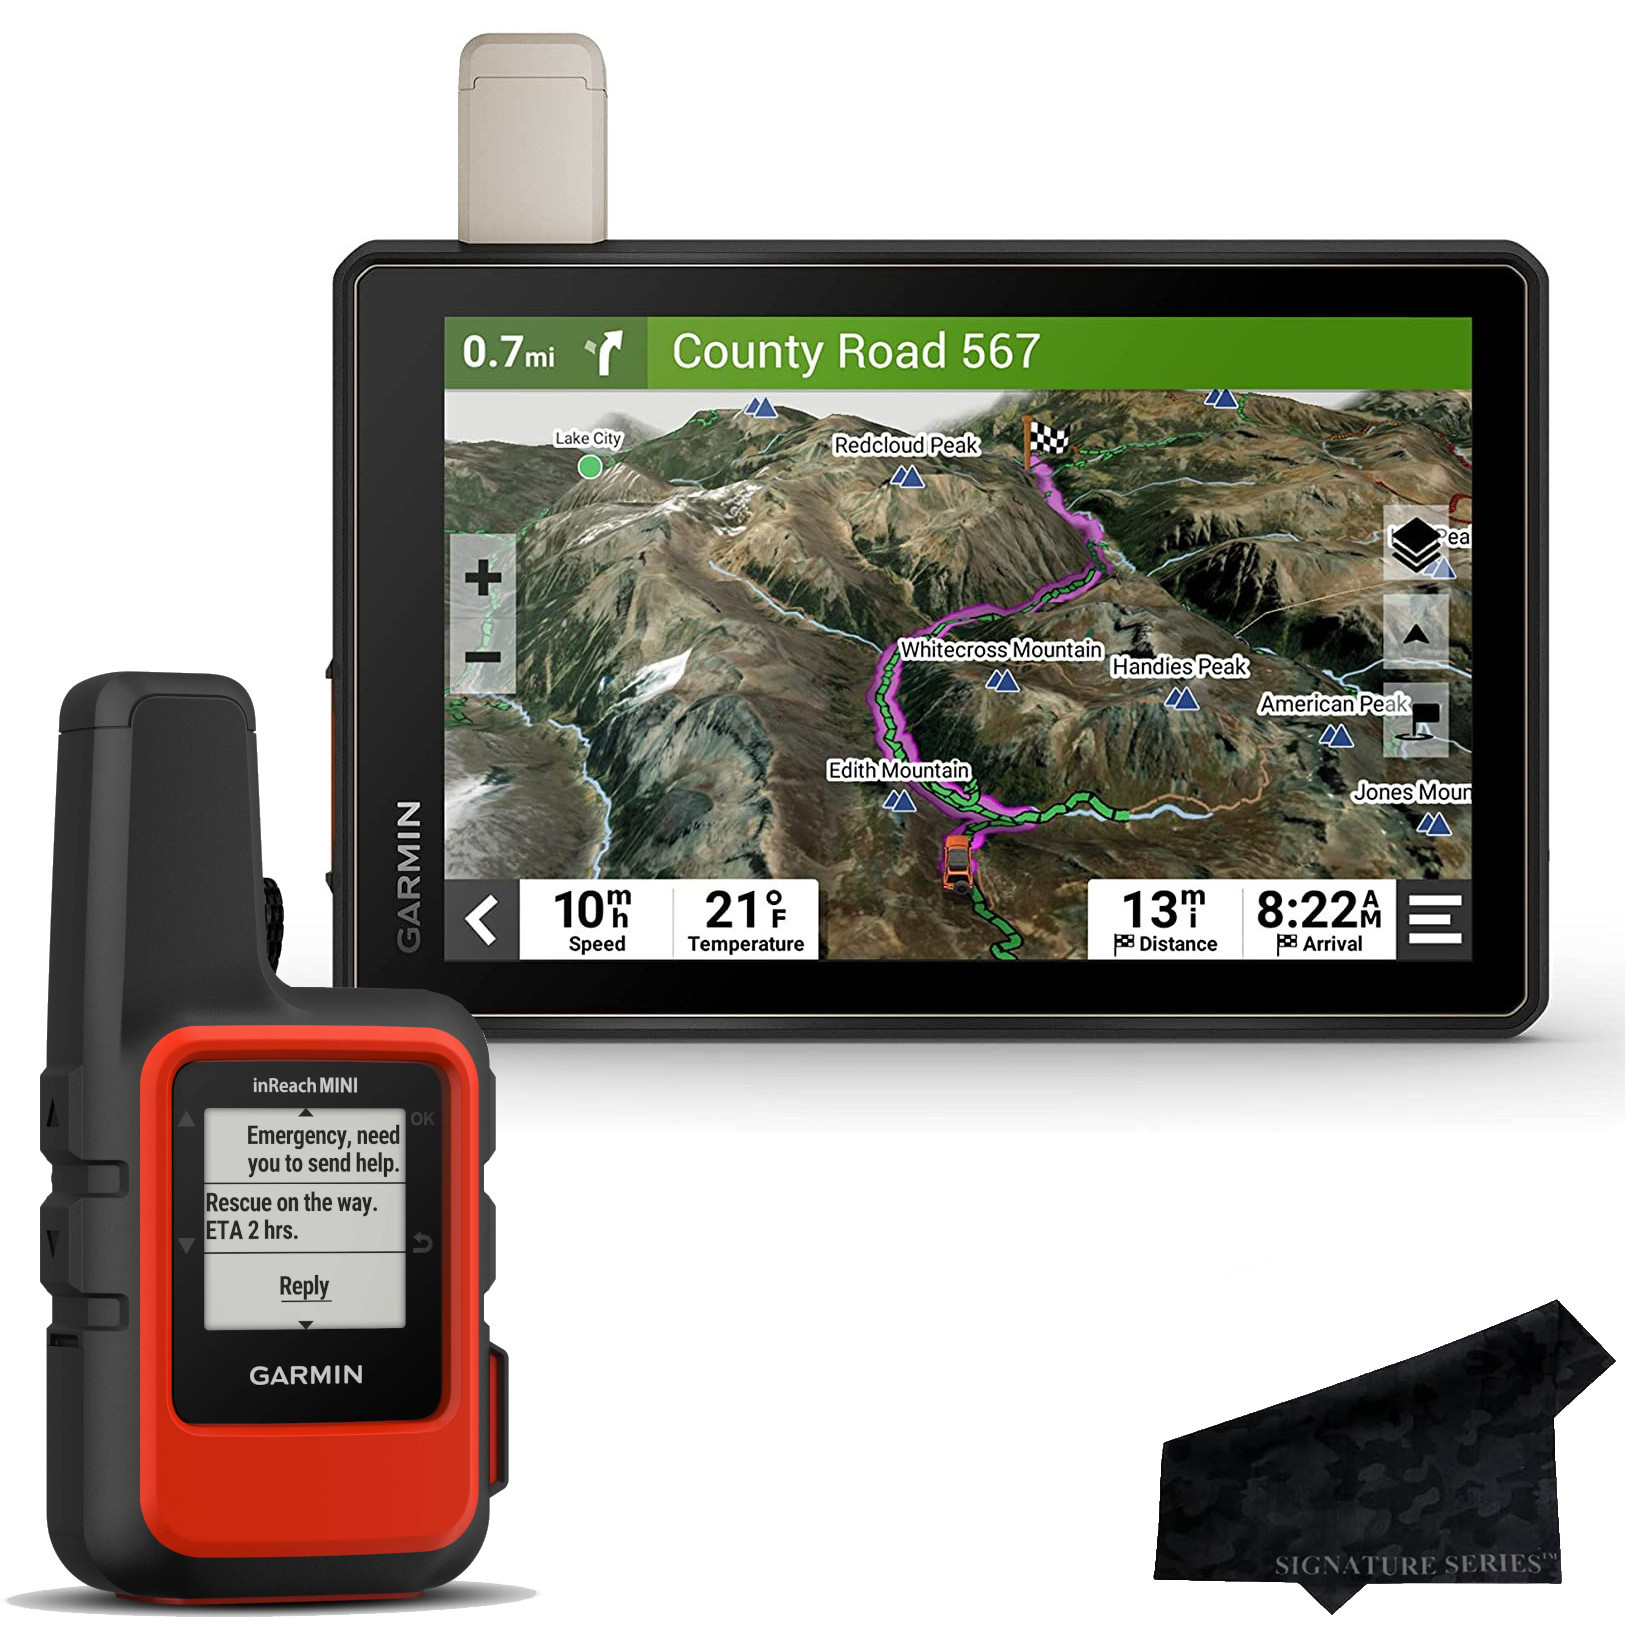 0.7mi
County Road 567
Lake City
Redcloud Peak
Pea
Whitecross Mountain
Handies Peak
American Peak
Edith Mountain
Jones Moun
GARMIN
10mh
Speed
21°F
Temperature
13mi
Distance
8:22AM
Arrival
inReach MINI
OK
Emergency, need
you to send help.
Rescue on the way.
ETA 2 hrs.
Reply
GARMIN
SIGNATURE SERIES™